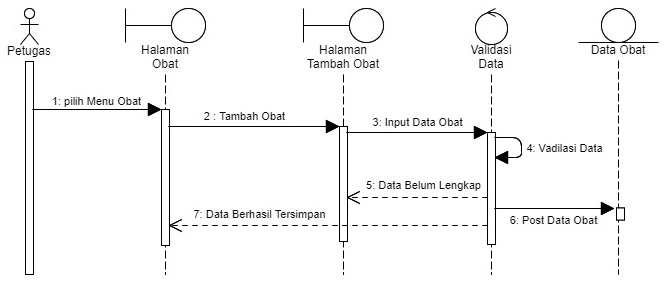 Petugas
Halaman
Obat
Halaman
Tambah Obat
Validasi
Data
Data Obat
1: pilih Menu Obat
2 : Tambah Obat
3: Input Data Obat
4: Vadilasi Data
5: Data Belum Lengkap
6: Post Data Obat
7: Data Berhasil Tersimpan